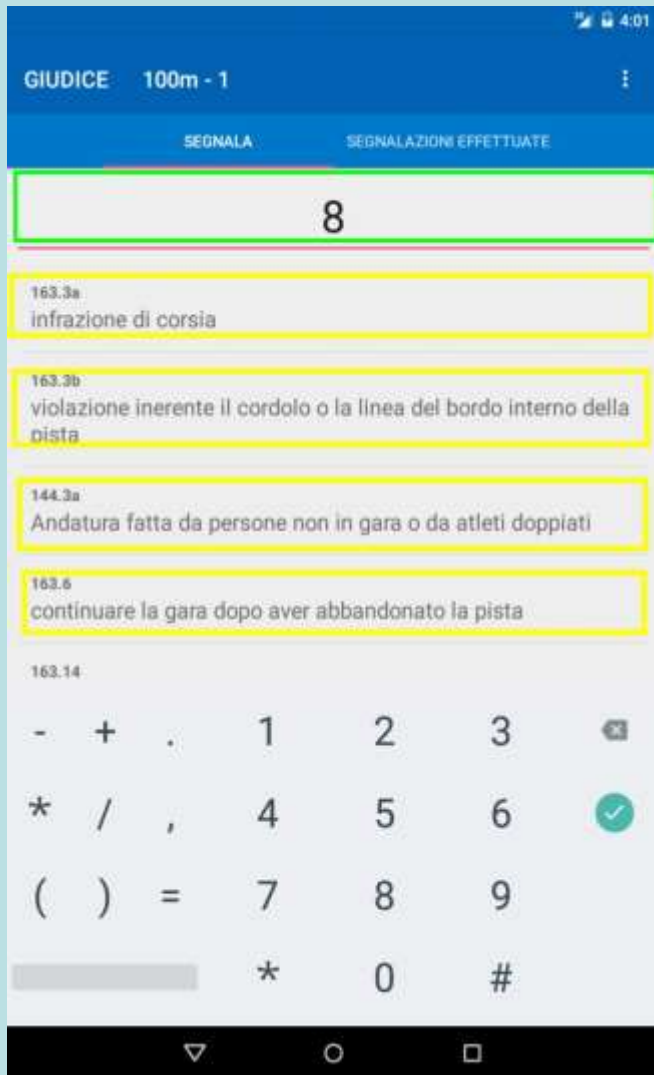 4:01
GIUDICE 100m - 1
SEGNALA SEGNALAZIONI EFFETTUATE
8
163.3a
infrazione di corsia
163.3b
violazione inerente il cordolo o la linea del bordo interno della
pista
144.3a
Andatura fatta da persone non in gara o da atleti doppiati
163.6
continuare la gara dopo aver abbandonato la pista
163.14
- + . 1 2 3
* / , 4 5 6
( ) = 7 8 9
* 0 #